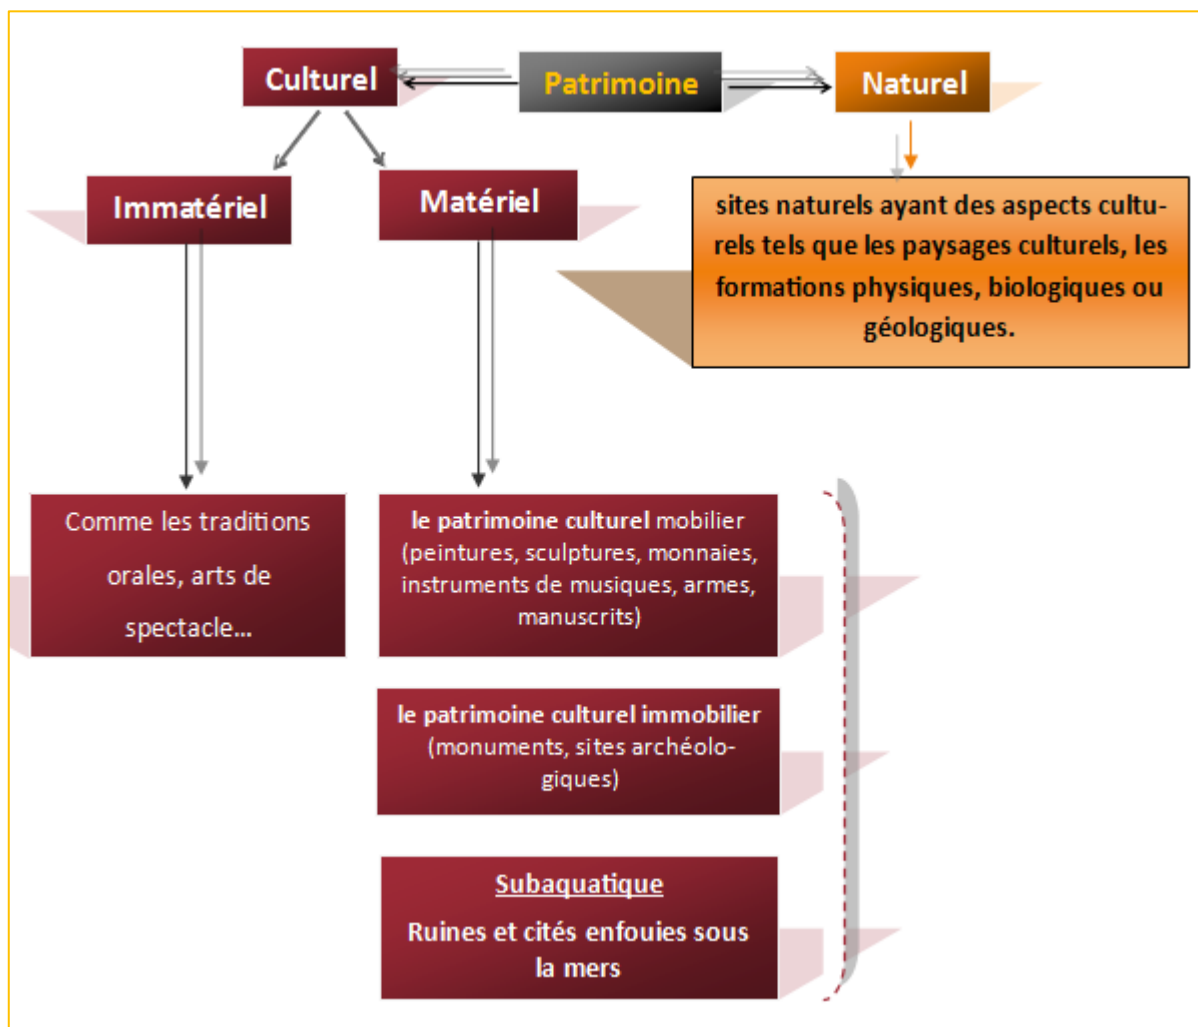 Culturel
Patrimoine
Naturel
Immatériel
Matériel
sites naturels ayant des aspects cultu-
rels tels que les paysages culturels, les
formations physiques, biologiques ou
géologiques.
Comme les traditions
orales, arts de
spectacle...
le patrimoine culturel mobilier
(peintures, sculptures, monnaies,
instruments de musiques, armes,
manuscrits)
le patrimoine culturel immobilier
(monuments, sites archéolo-
giques)
Subaquatique
Ruines et cités enfouies sous
la mers